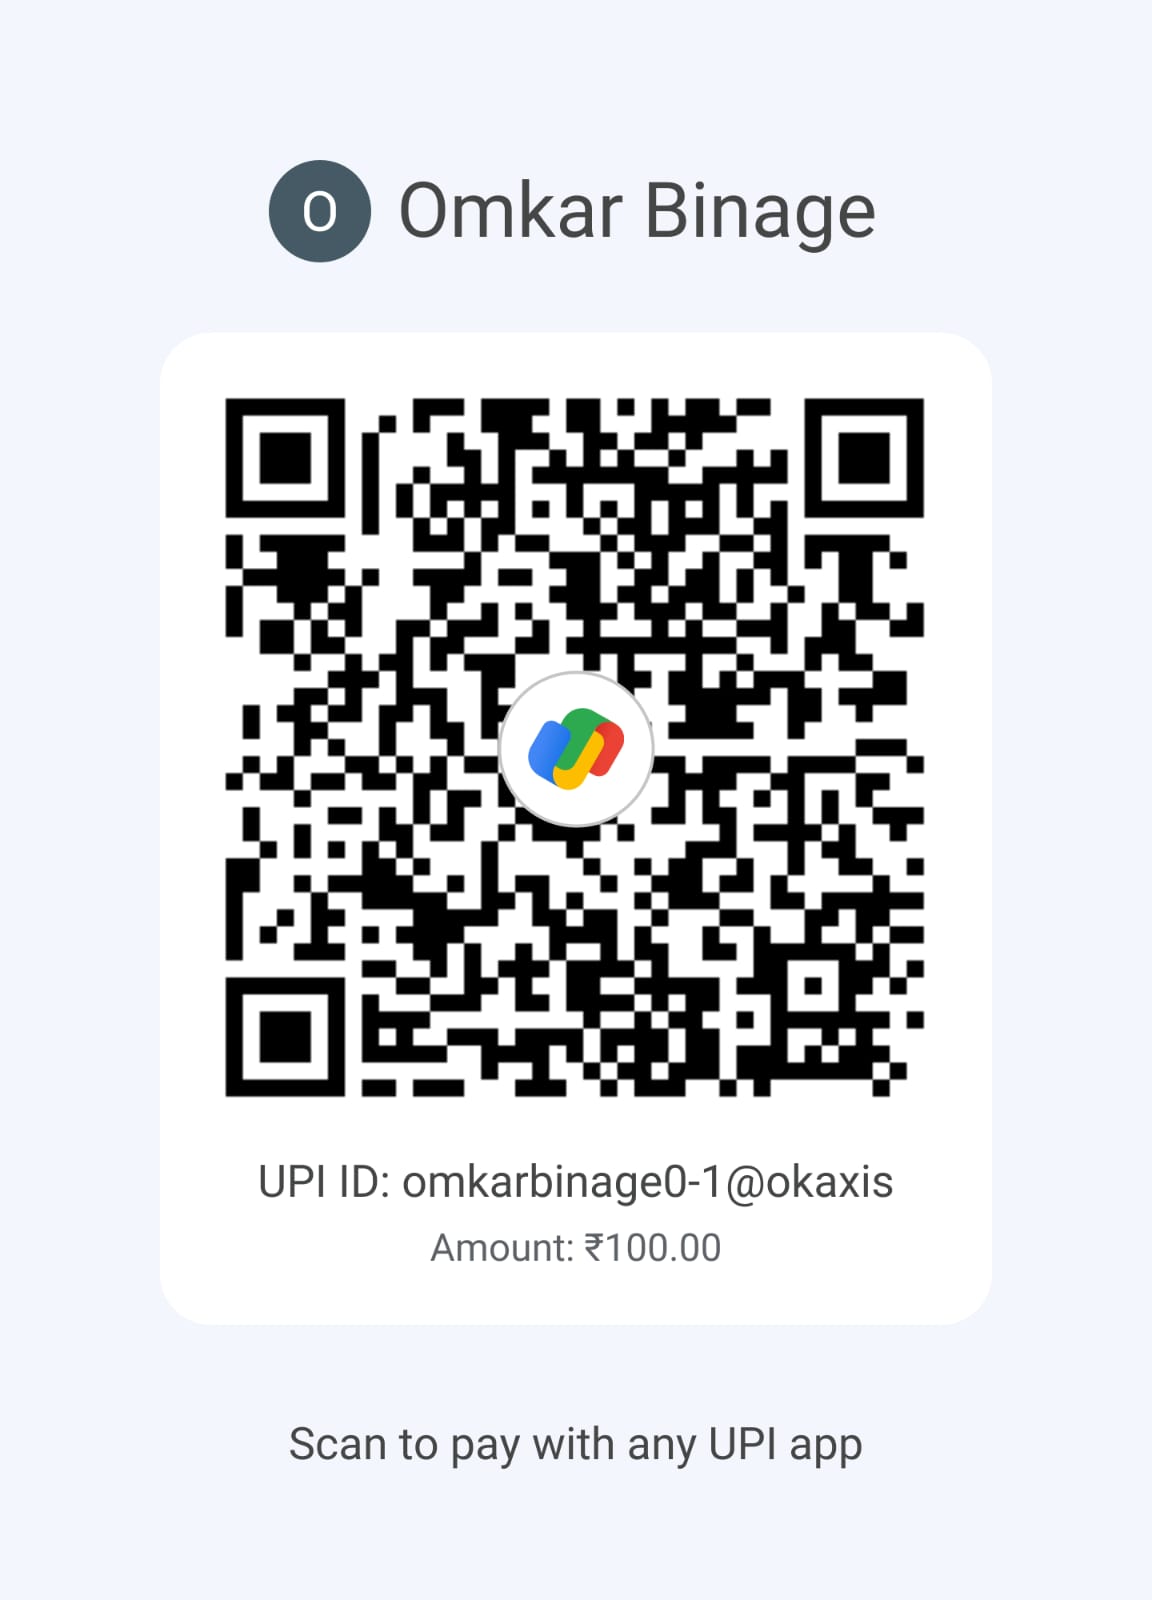 O Omkar Binage
UPI ID: omkarbinage0-1@okaxis
Amount: ₹100.00
Scan to pay with any UPI app